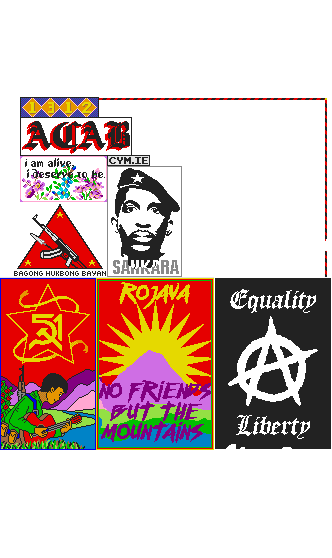 1312
ACAB
CYM.IE
i am alive,
i deserve to be.
SANKARA
BAGONG HUKBONG BAYAN
ROJAVA
NO FRIENDS
BUT THE
MOUNTAINS
Equality
Liberty